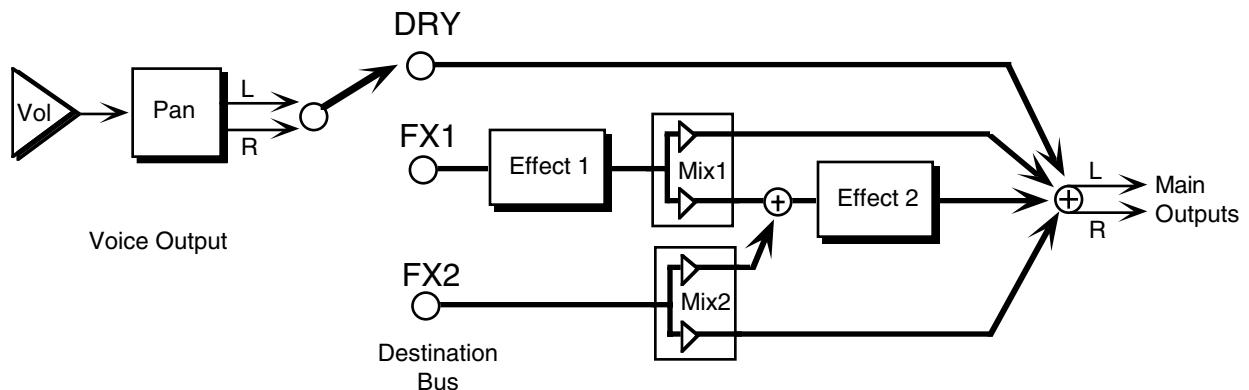 DRY
Vol
Pan
L
R
FX1
Effect 1
Mix1
Effect 2
+
+
L
R
Main
Outputs
Voice Output
FX2
Mix2
Destination
Bus